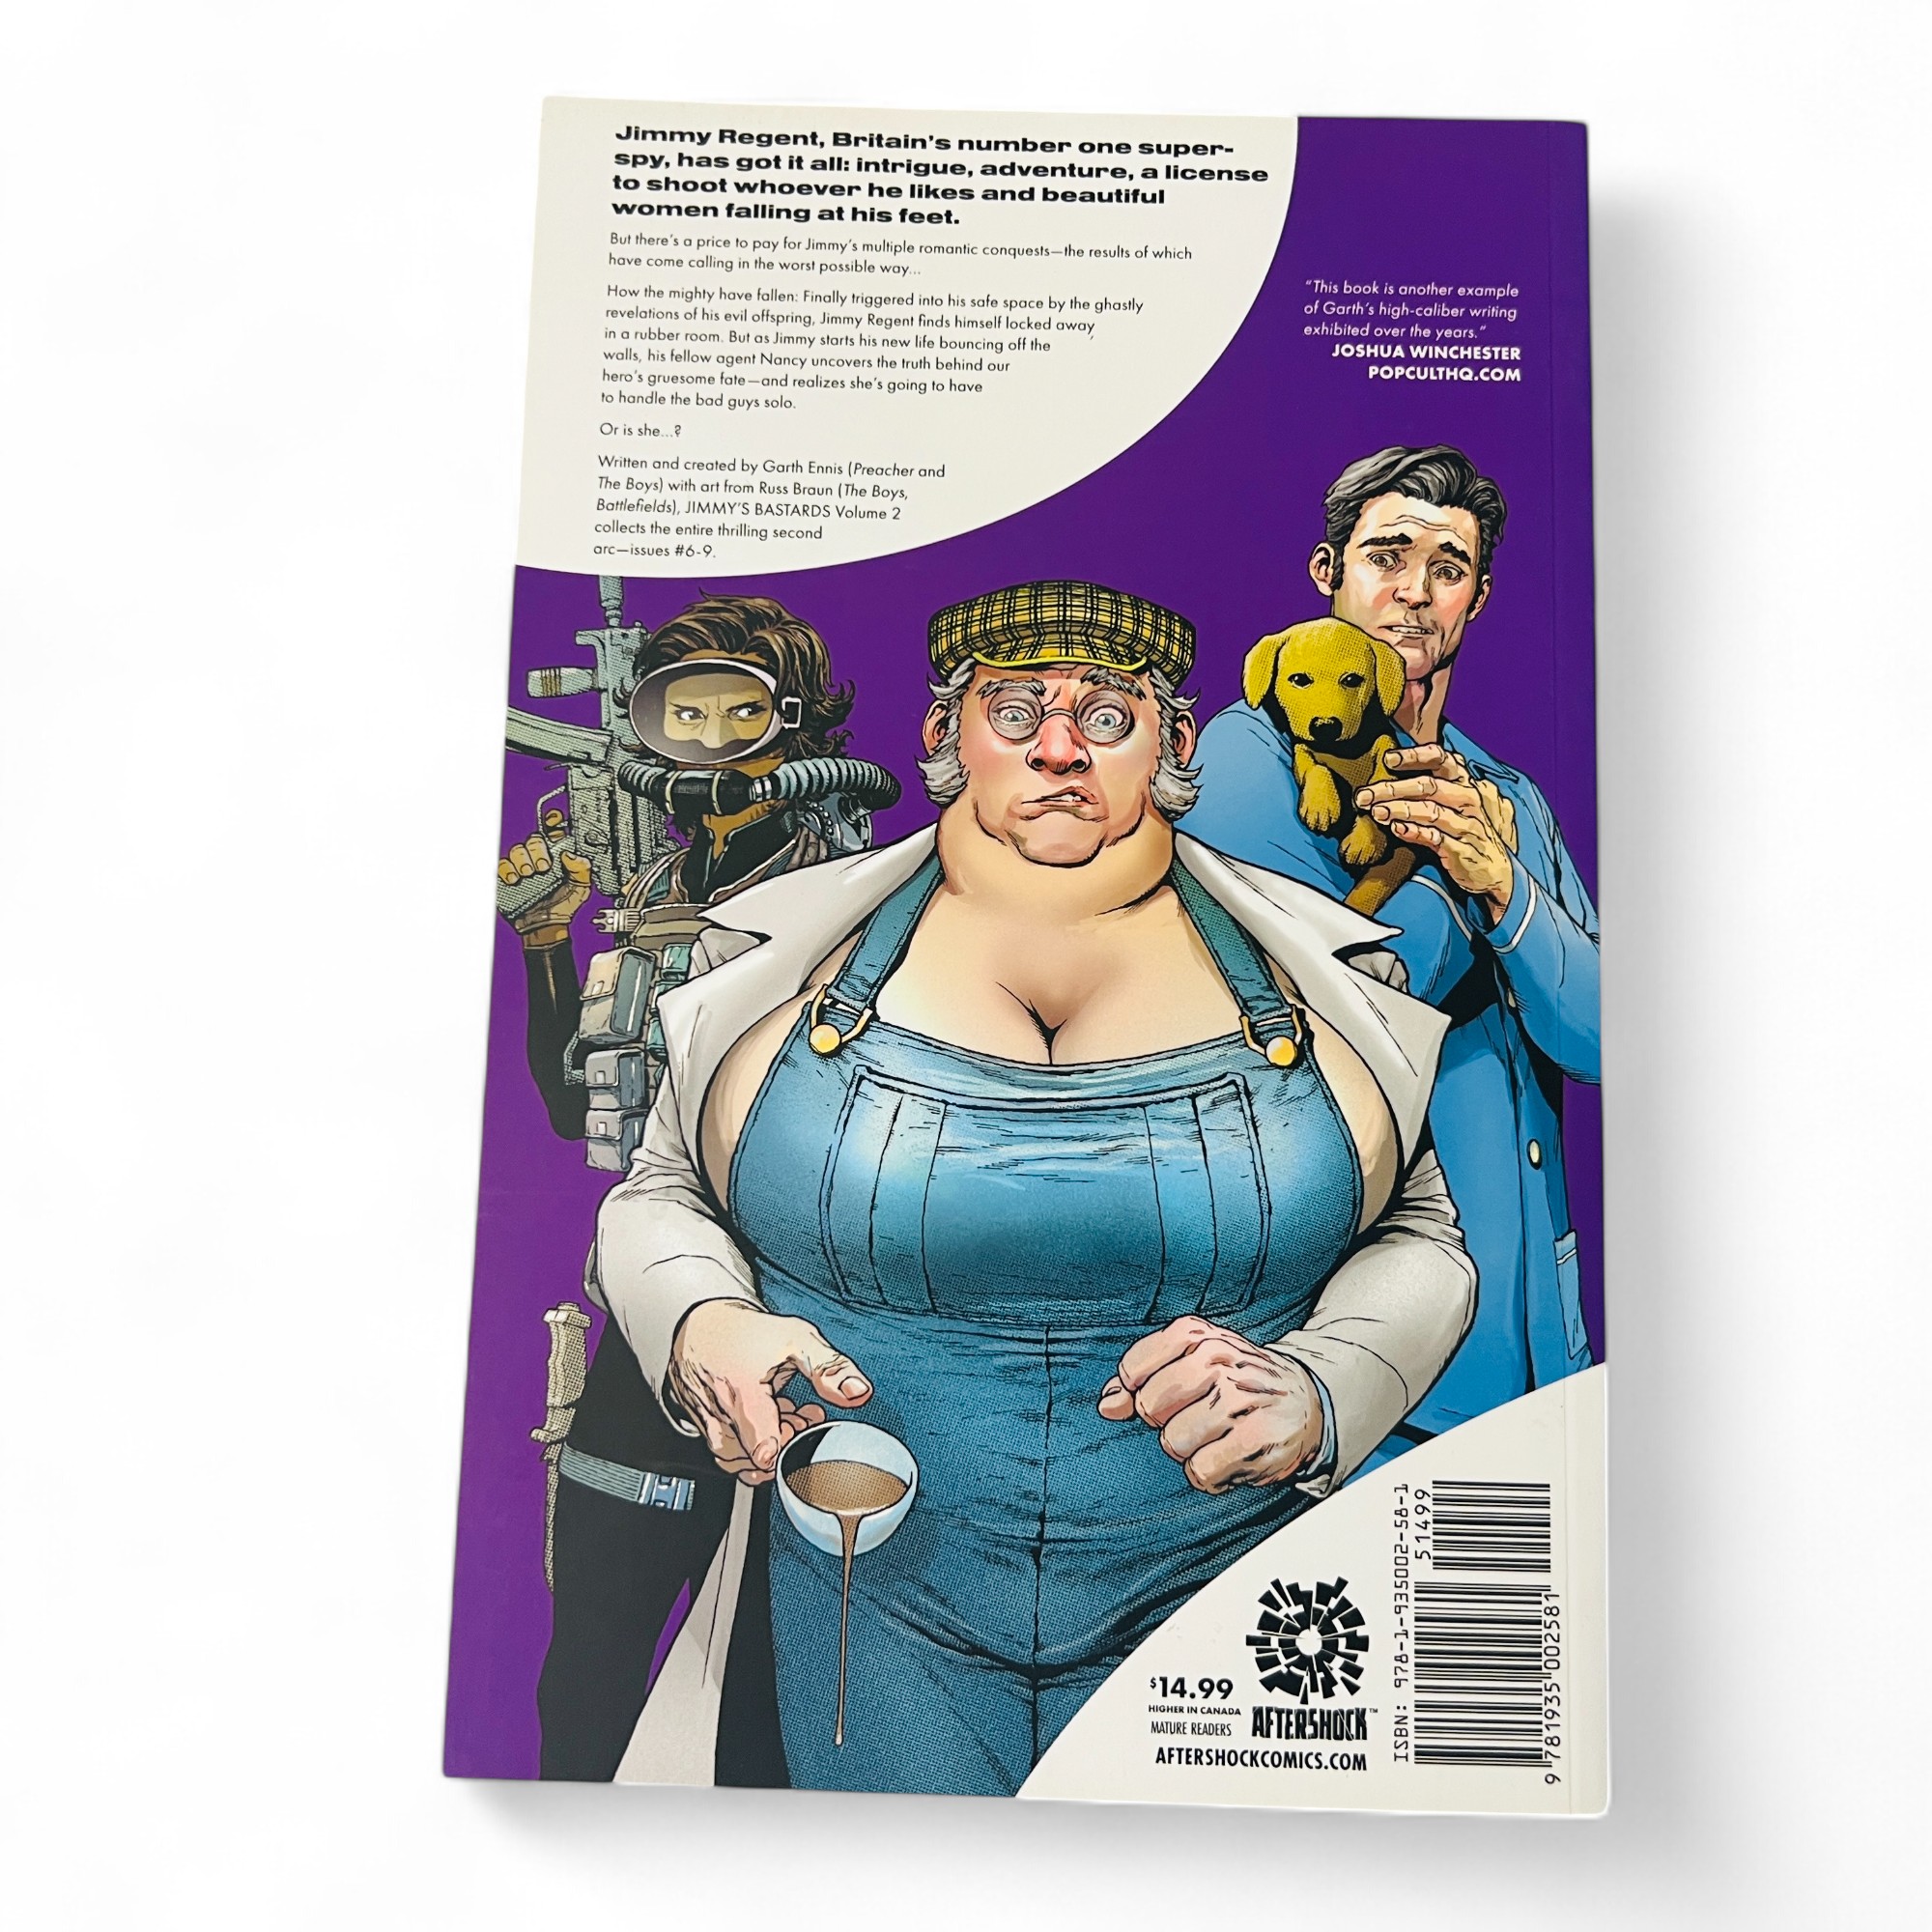 Jimmy Regent, Britain's number one super-
spy, has got it all: intrigue, adventure, a license
to shoot whoever he likes and beautiful
women falling at his feet.
But there's a price to pay for Jimmy's multiple romantic conquests—the results of which
have come calling in the worst possible way...
How the mighty have fallen: Finally triggered into his safe space by the ghastly
revelations of his evil offspring, Jimmy Regent finds himself locked away
in a rubber room. But as Jimmy starts his new life bouncing off the
walls, his fellow agent Nancy uncovers the truth behind our
hero's gruesome fate—and realizes she's going to have
to handle the bad guys solo.
Or is she...?
Written and created by Garth Ennis (Preacher and
The Boys) with art from Russ Braun (The Boys,
Battlefields), JIMMY'S BASTARDS Volume 2
collects the entire thrilling second
arc—issues #6-9.
"This book is another example
of Garth's high-caliber writing
exhibited over the years."
JOSHUA WINCHESTER
POPCULTHQ.COM
$14.99
HIGHER IN CANADA
MATURE READERS
AFTERSHOCK™
AFTERSHOCKCOMICS.COM
ISBN: 978-1-935002-58-1
51499
9 781935 002581